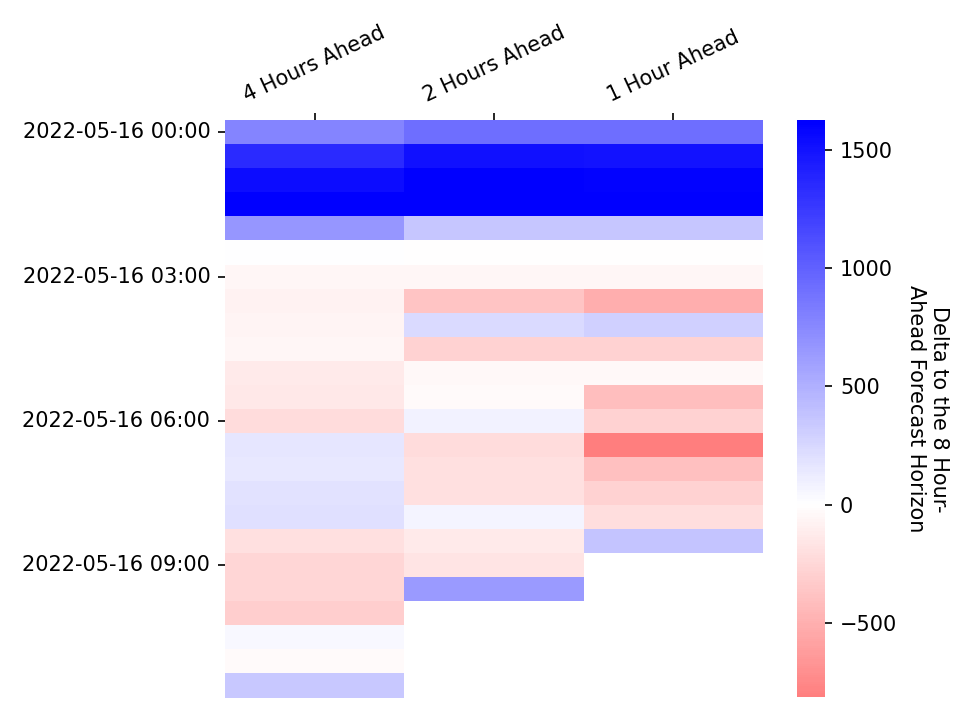 4 Hours Ahead
2 Hours Ahead
1 Hour Ahead
2022-05-16 00:00
2022-05-16 03:00
2022-05-16 06:00
2022-05-16 09:00
1500
1000
500
0
−500
Delta to the 8 Hour-
Ahead Forecast Horizon